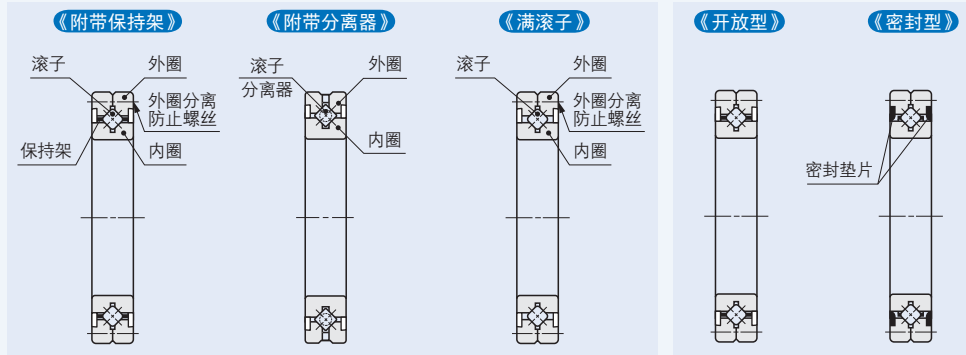 《附带保持架》
滚子
外圈
外圈分离
防止螺丝
保持架
内圈
《附带分离器》
滚子
分离器
外圈
内圈
《满滚子》
滚子
外圈
外圈分离
防止螺丝
内圈
《开放型》
《密封型》
密封垫片